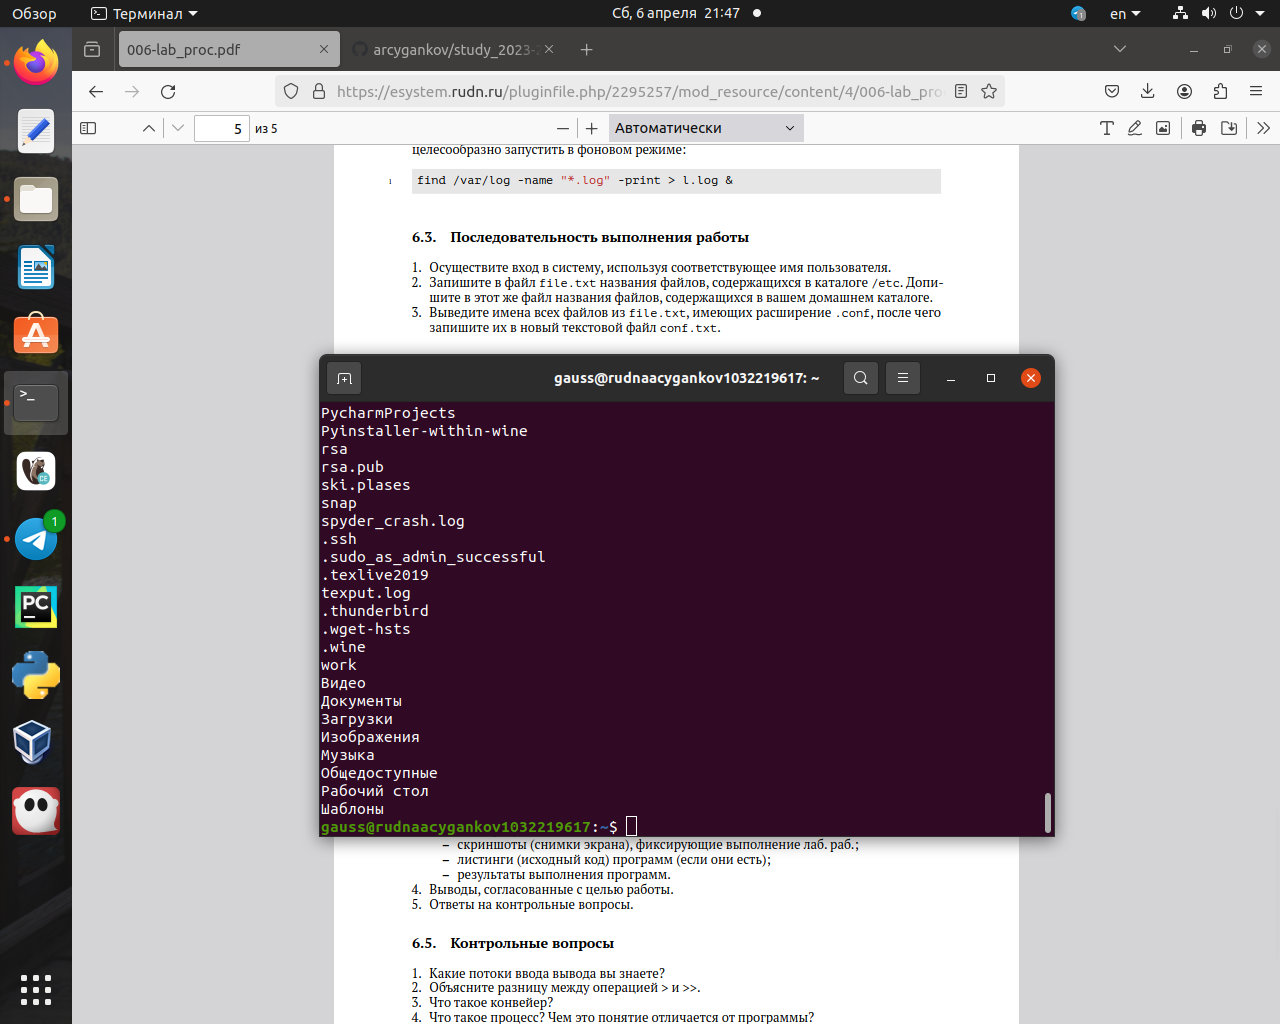 Обзор
Терминал
Сб, 6 апреля 21:47
1
en
006-lab_proc.pdf
arcygankov/study_2023-2
https://esystem.rudn.ru/pluginfile.php/2295257/mod_resource/content/4/006-lab_pro
5
из 5
Автоматически
целесообразно запустить в фоновом режиме:
1
find /var/log -name "*.log" -print > l.log &
6.3. Последовательность выполнения работы
1. Осуществите вход в систему, используя соответствующее имя пользователя.
2. Запишите в файл file.txt названия файлов, содержащихся в каталоге /etc. Допи-
шите в этот же файл названия файлов, содержащихся в вашем домашнем каталоге.
3. Выведите имена всех файлов из file.txt, имеющих расширение .conf, после чего
запишите их в новый текстовой файл conf.txt.
gauss@rudnaacygankov1032219617: ~
PycharmProjects
Pyinstaller-within-wine
rsa
rsa.pub
ski.plases
snap
spyder_crash.log
.ssh
.sudo_as_admin_successful
.texlive2019
texput.log
.thunderbird
.wget-hsts
.wine
work
Видео
Документы
Загрузки
Изображения
Музыка
Общедоступные
Рабочий стол
Шаблоны
gauss@rudnaacygankov1032219617:~$
– скриншоты (снимки экрана), фиксирующие выполнение лаб. раб.;
– листинги (исходный код) программ (если они есть);
– результаты выполнения программ.
4. Выводы, согласованные с целью работы.
5. Ответы на контрольные вопросы.
6.5. Контрольные вопросы
1. Какие потоки ввода вывода вы знаете?
2. Объясните разницу между операцией > и >>.
3. Что такое конвейер?
4. Что такое процесс? Чем это понятие отличается от программы?
>_
CE
1
PC